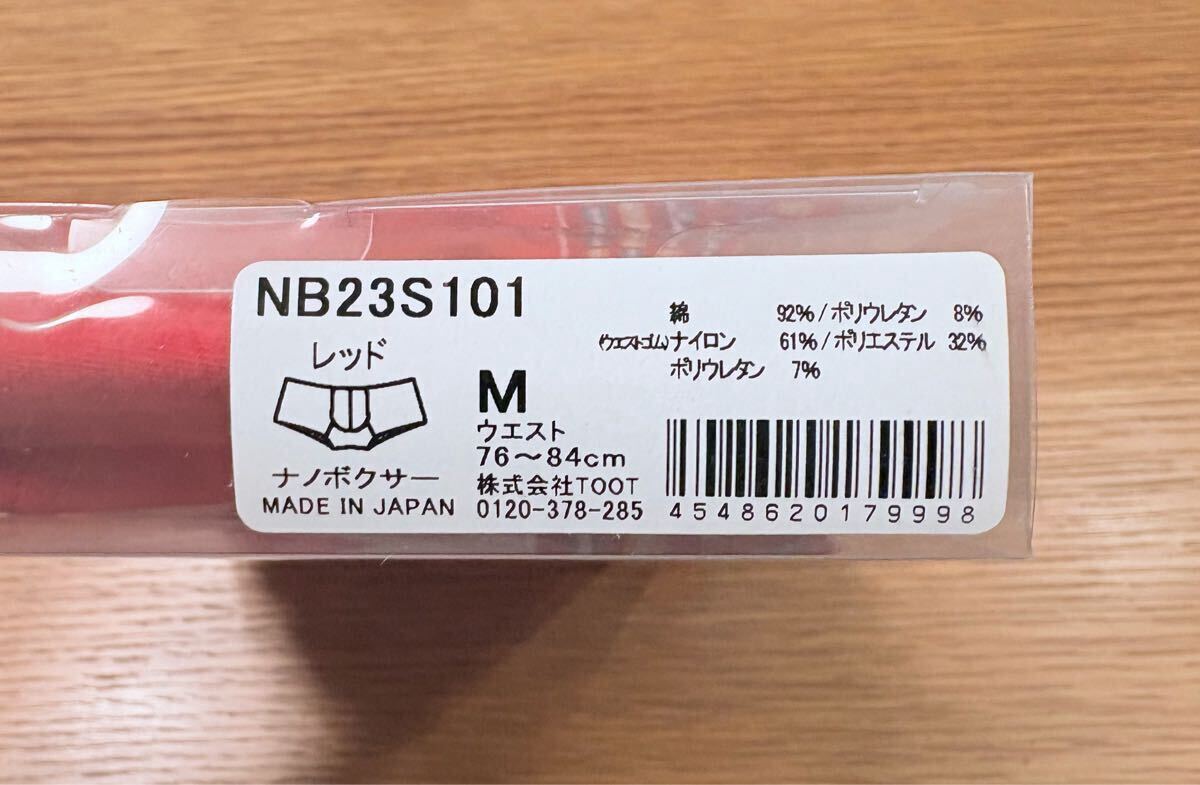 NB23S101
レッド
ナノボクサー
MADE IN JAPAN
M
ウエスト
76～84cm
株式会社TOOT
0120-378-285
綿 92% / ポリウレタン 8%
(ウエストゴム) ナイロン 61% / ポリエステル 32%
ポリウレタン 7%
4548620179998